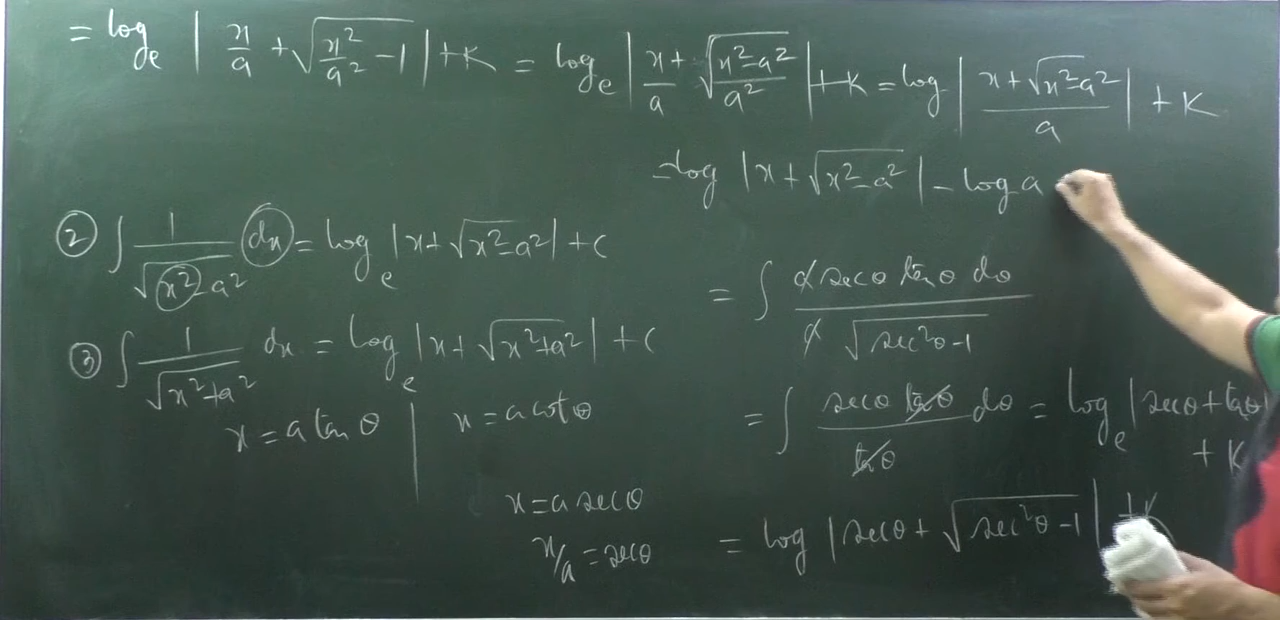 = log_e | x/a + √(x²/a² - 1) | + K = log_e | x/a + √((x²-a²)/a²) | + K = log | (x + √(x²-a²))/a | + K
= log |x + √(x²-a²)| - log a
② ∫ 1/√(x²-a²) dx = log_e |x + √(x²-a²)| + C
= ∫ (a secθ tanθ dθ)/(a √(sec²θ-1))
③ ∫ 1/√(x²+a²) dx = log_e |x + √(x²+a²)| + C
x = a tanθ | x = a cotθ
= ∫ (secθ tanθ)/(tanθ) dθ = log_e |secθ + tanθ|
+ K
x = a secθ
x/a = secθ
= log |secθ + √(sec²θ-1)| + K